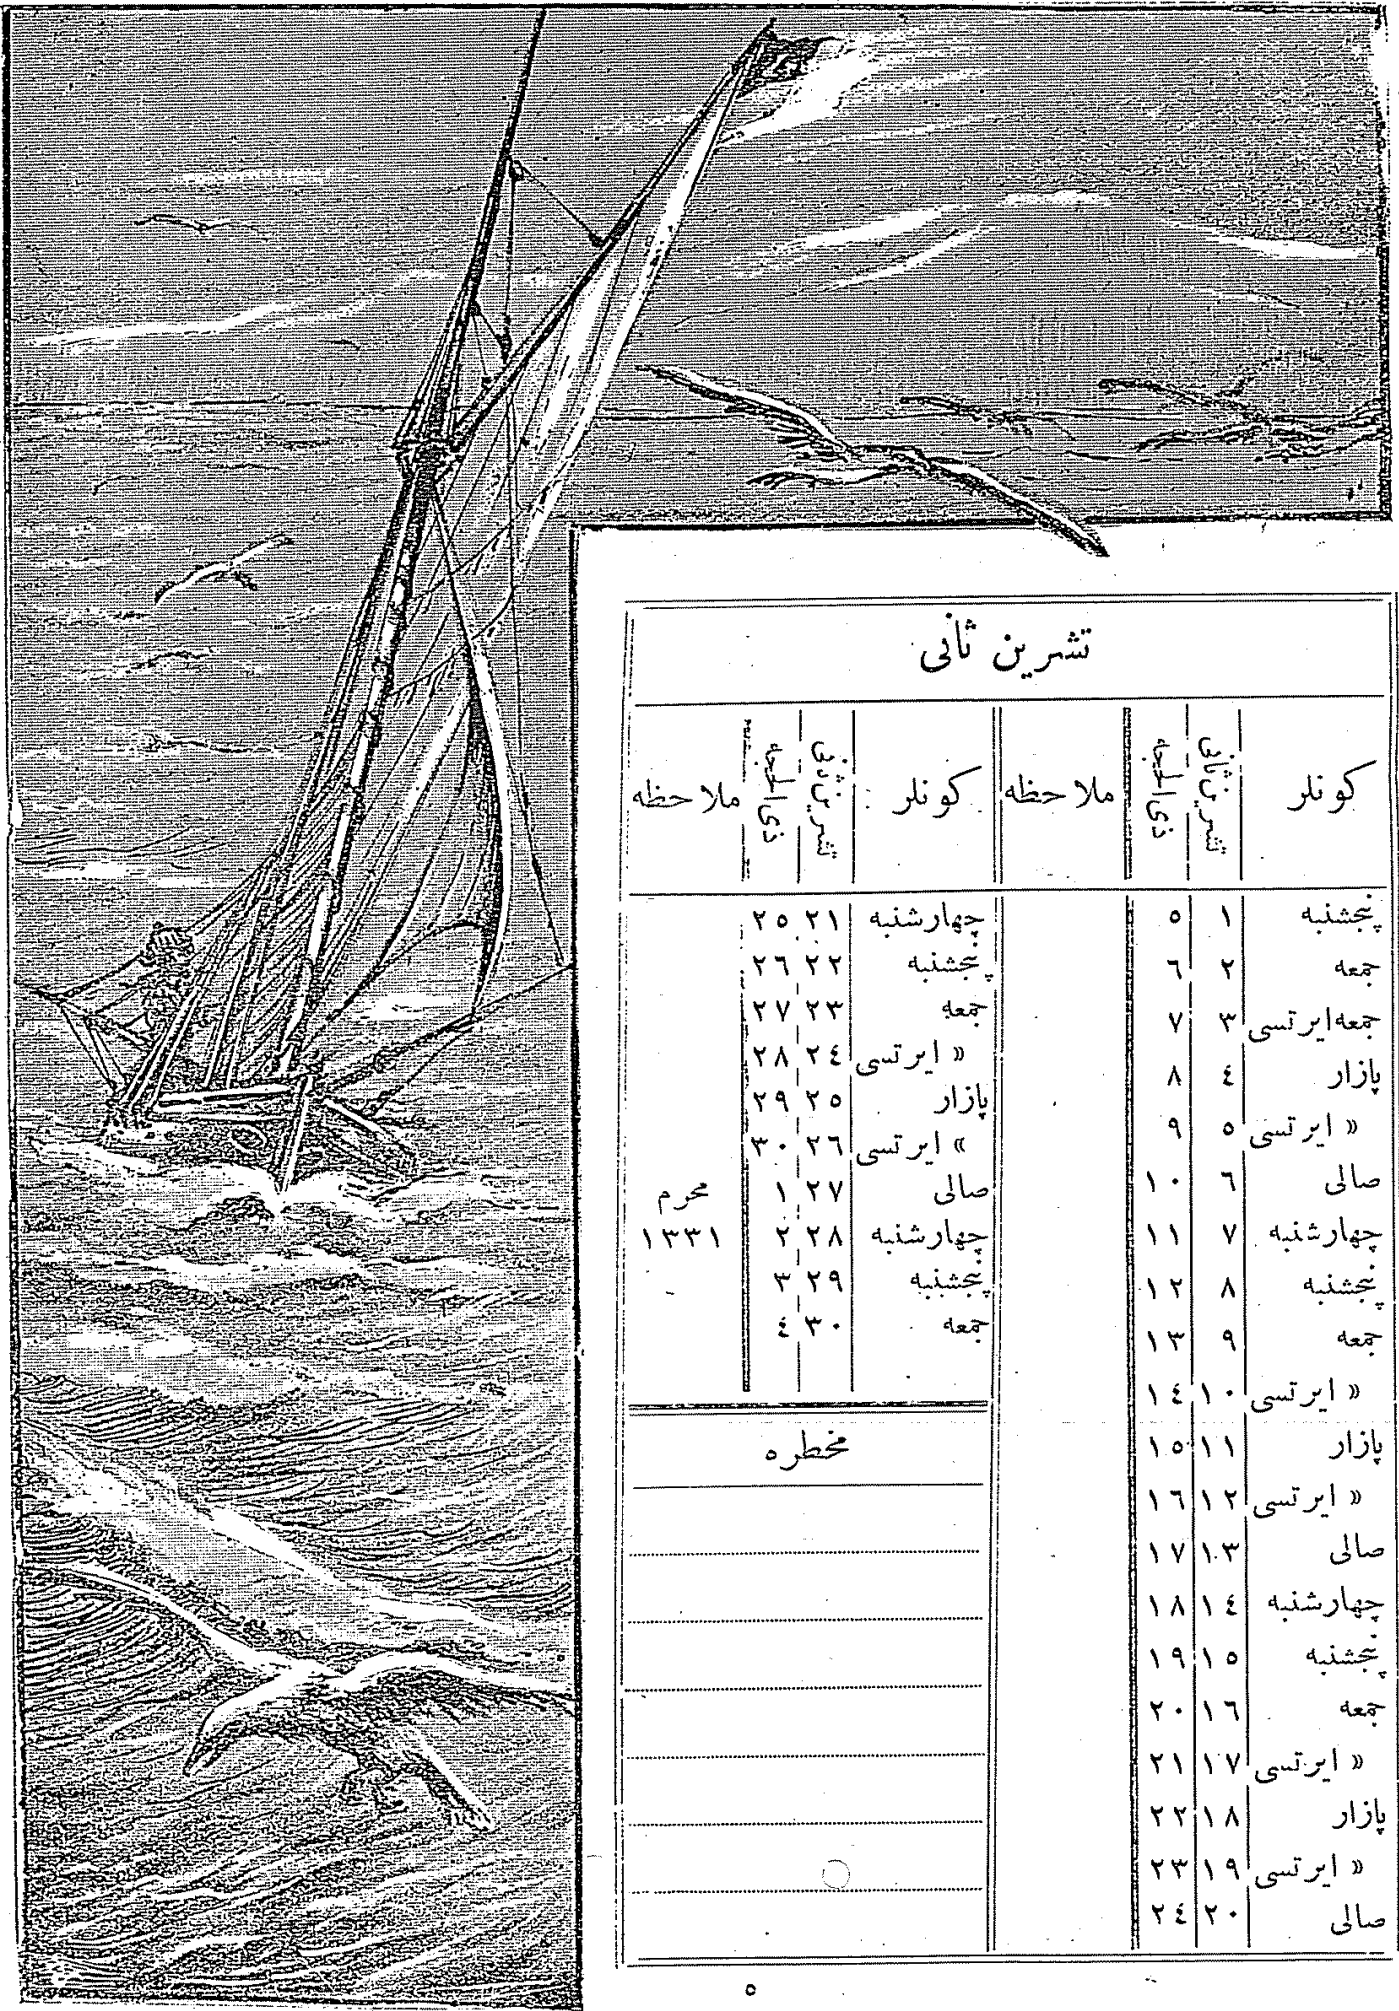 تشرین ثانی
کونلر تشرین ثانی ذی الحجه ملاحظه
پنجشنبه ١ ٥
جمعه ٢ ٦
جمعه ایرتسی ٣ ٧
پازار ٤ ٨
» ایرتسی ٥ ٩
صالی ٦ ١٠
چهارشنبه ٧ ١١
پنجشنبه ٨ ١٢
جمعه ٩ ١٣
» ایرتسی ١٠ ١٤
پازار ١١ ١٥
» ایرتسی ١٢ ١٦
صالی ١٣ ١٧
چهارشنبه ١٤ ١٨
پنجشنبه ١٥ ١٩
جمعه ١٦ ٢٠
» ایرتسی ١٧ ٢١
پازار ١٨ ٢٢
» ایرتسی ١٩ ٢٣
صالی ٢٠ ٢٤
کونلر تشرین ثانی ذی الحجه ملاحظه
چهارشنبه ٢١ ٢٥
پنجشنبه ٢٢ ٢٦
جمعه ٢٣ ٢٧
» ایرتسی ٢٤ ٢٨
پازار ٢٥ ٢٩
» ایرتسی ٢٦ ٣٠
صالی ٢٧ ١ محرم
چهارشنبه ٢٨ ٢ ١٣٣١
پنجشنبه ٢٩ ٣
جمعه ٣٠ ٤
مخطره
٥